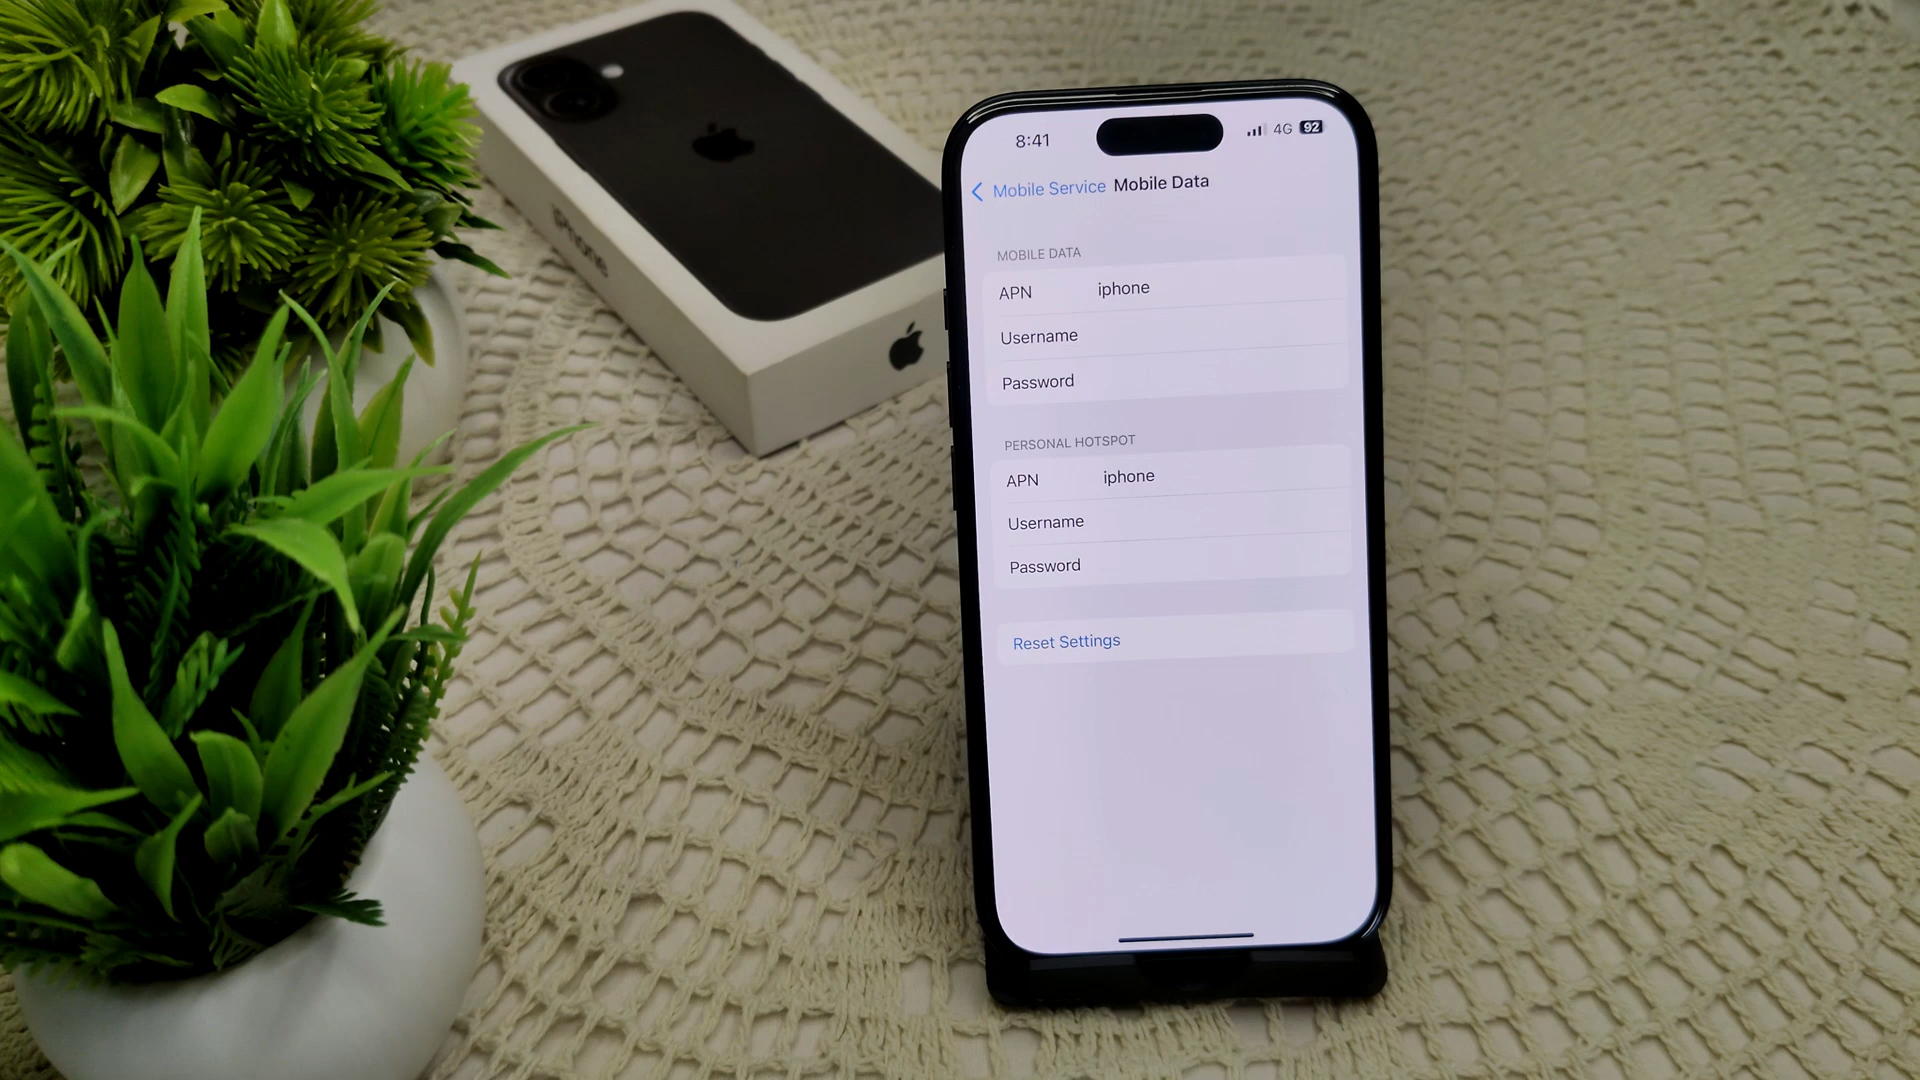 iPhone
8:41 4G 92
Mobile Service Mobile Data
MOBILE DATA
APN iphone
Username
Password
PERSONAL HOTSPOT
APN iphone
Username
Password
Reset Settings